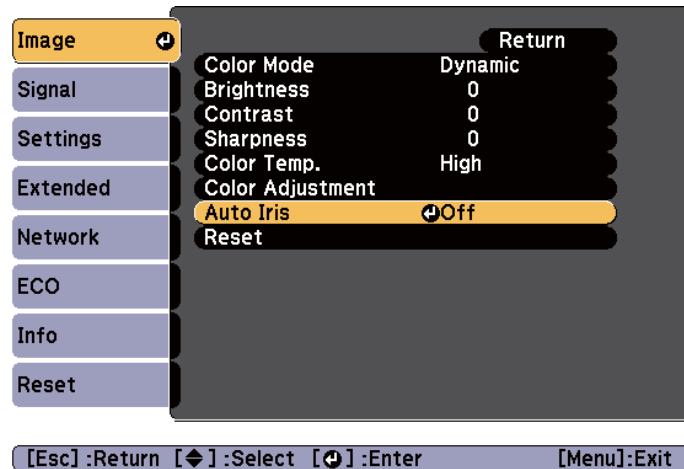 Image
Signal
Settings
Extended
Network
ECO
Info
Reset
Return
Color Mode Dynamic
Brightness 0
Contrast 0
Sharpness 0
Color Temp. High
Color Adjustment
Auto Iris Off
Reset
[Esc] :Return [ ] :Select [ ] :Enter [Menu]:Exit